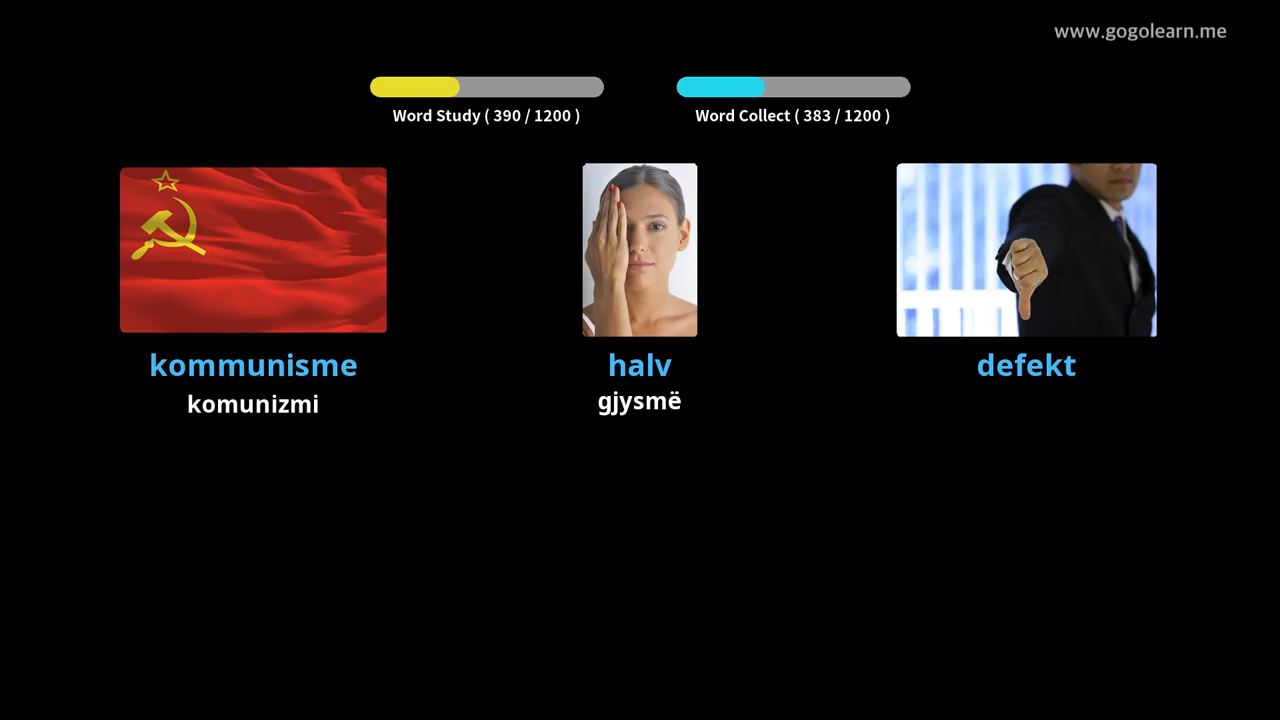 www.gogolearn.me
Word Study ( 390 / 1200 )
Word Collect ( 383 / 1200 )
kommunisme
komunizmi
halv
gjysmë
defekt